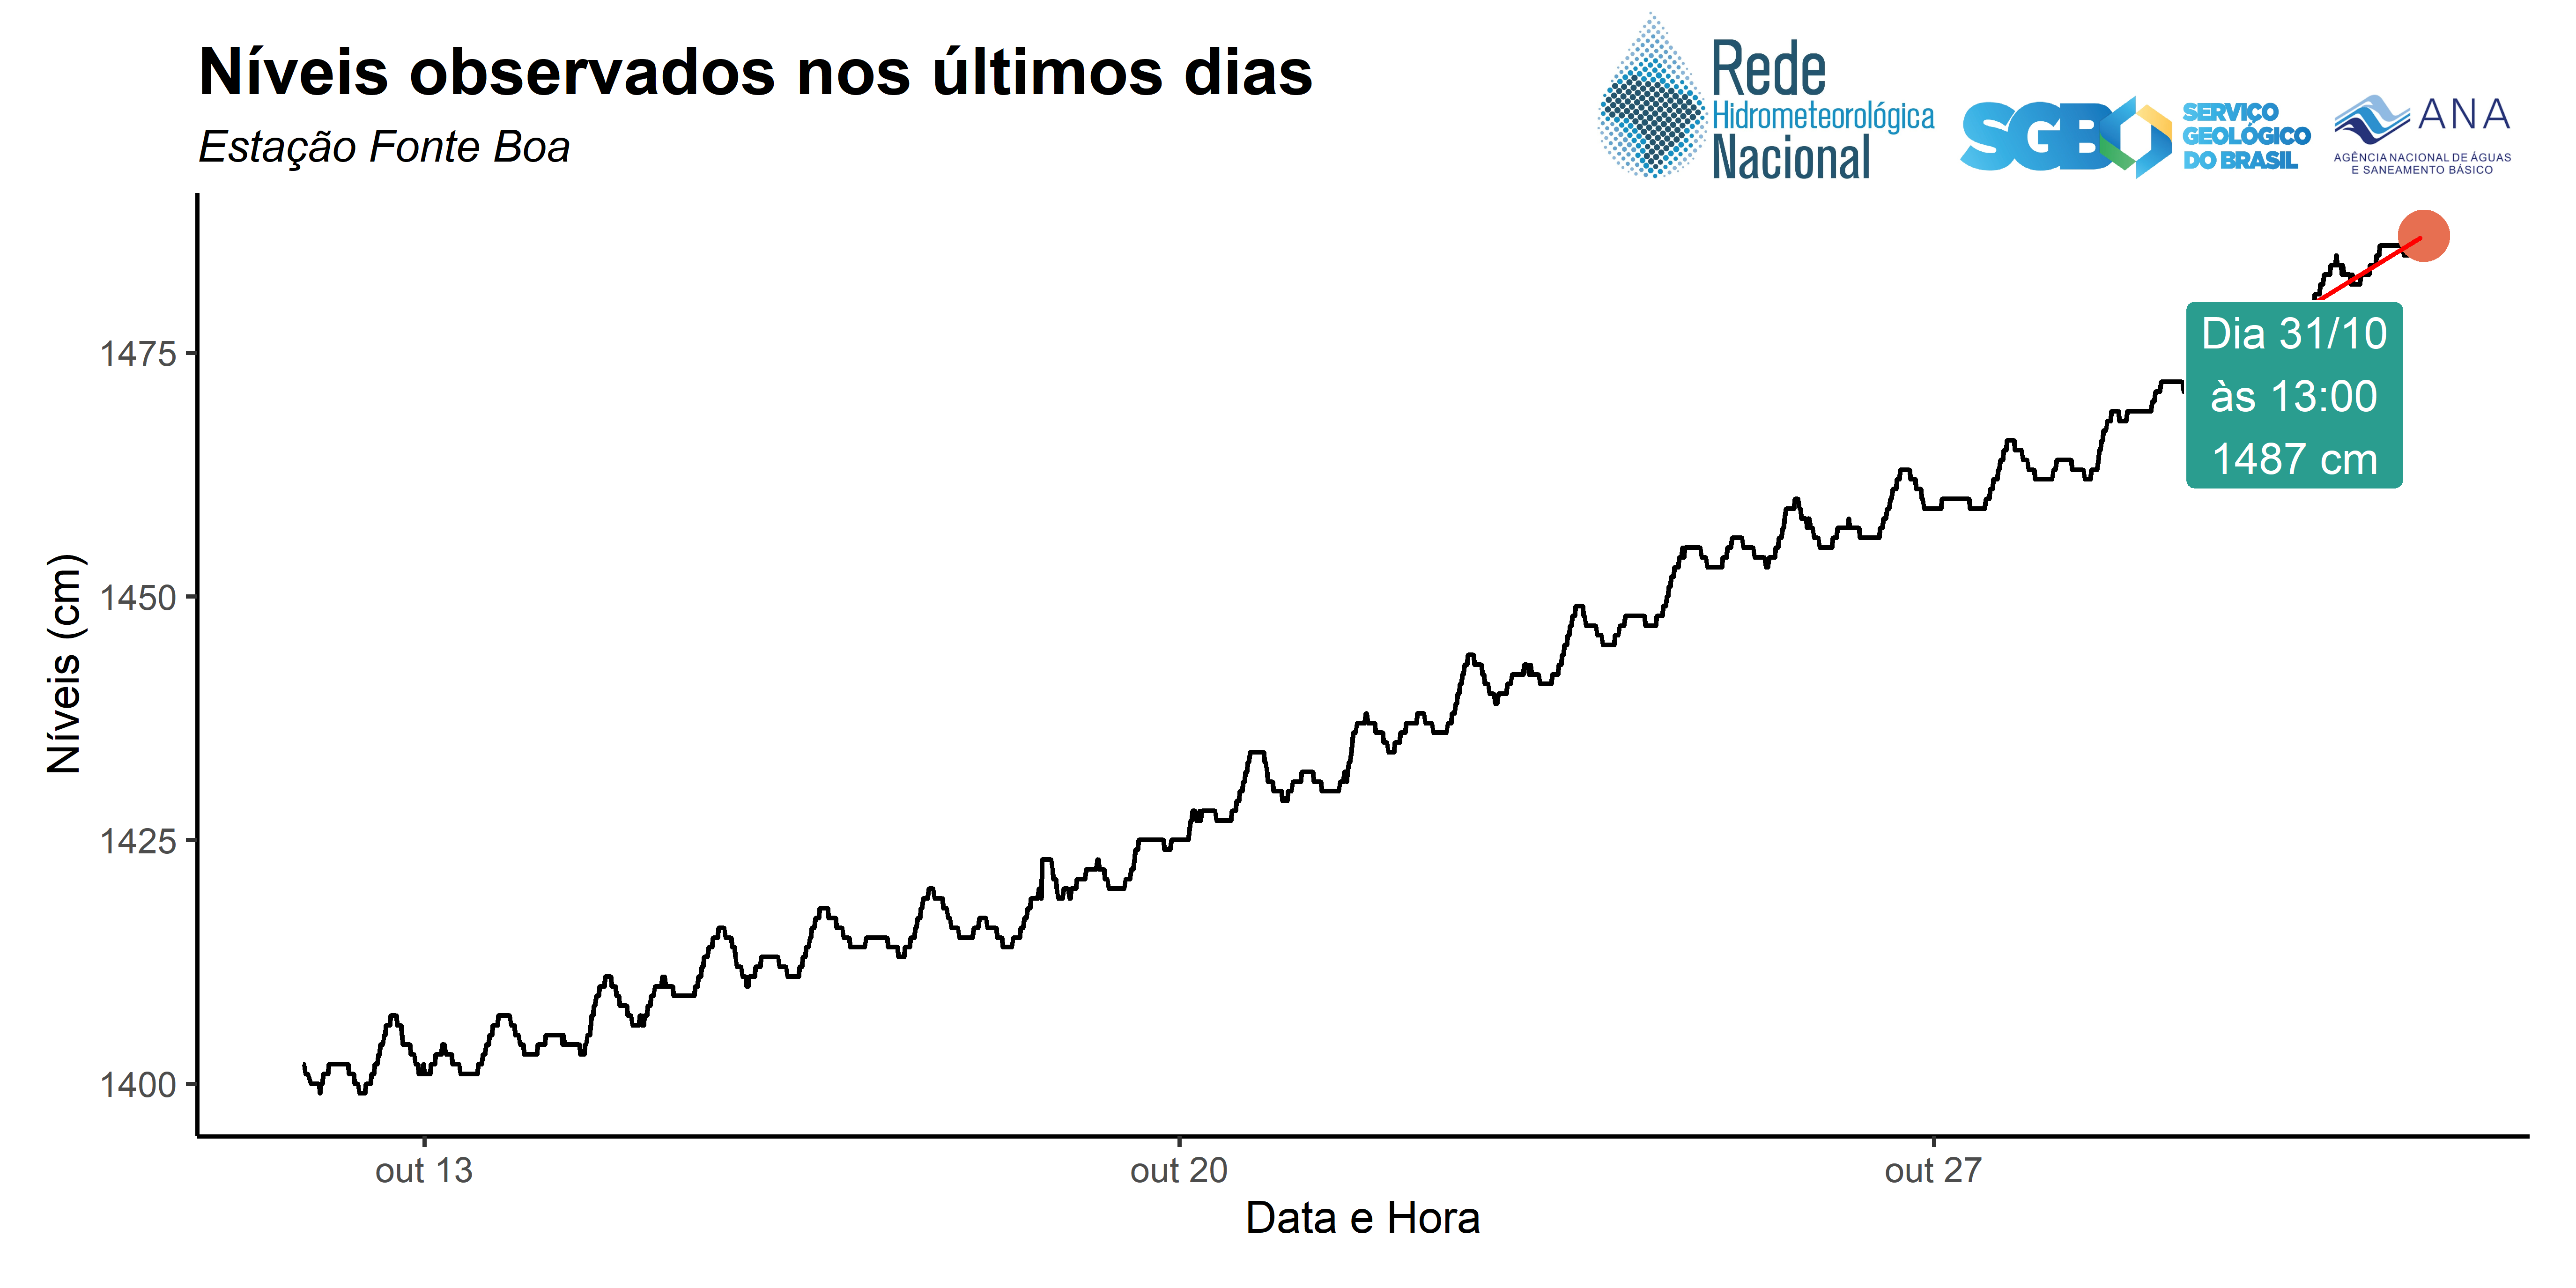 Níveis observados nos últimos dias
Estação Fonte Boa
Rede
Hidrometeorológica
Nacional
SGB
SERVIÇO
GEOLÓGICO
DO BRASIL
ANA
AGÊNCIA NACIONAL DE ÁGUAS
E SANEAMENTO BÁSICO
Níveis (cm)
1475
1450
1425
1400
Dia 31/10
às 13:00
1487 cm
out 13
out 20
out 27
Data e Hora